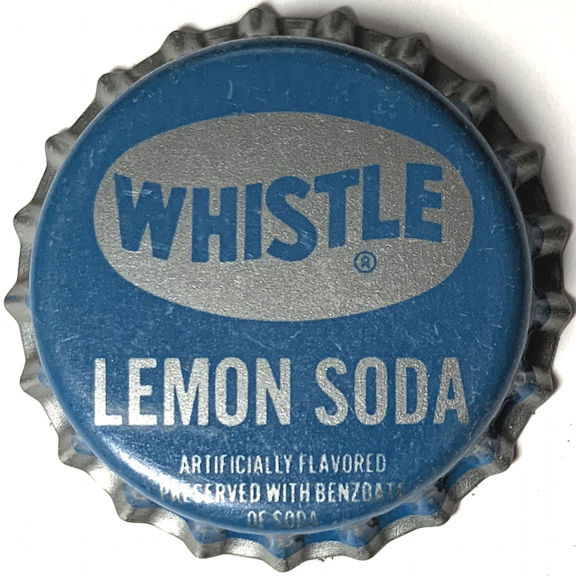 WHISTLE
®
LEMON SODA
ARTIFICIALLY FLAVORED
PRESERVED WITH BENZOATE
OF SODA